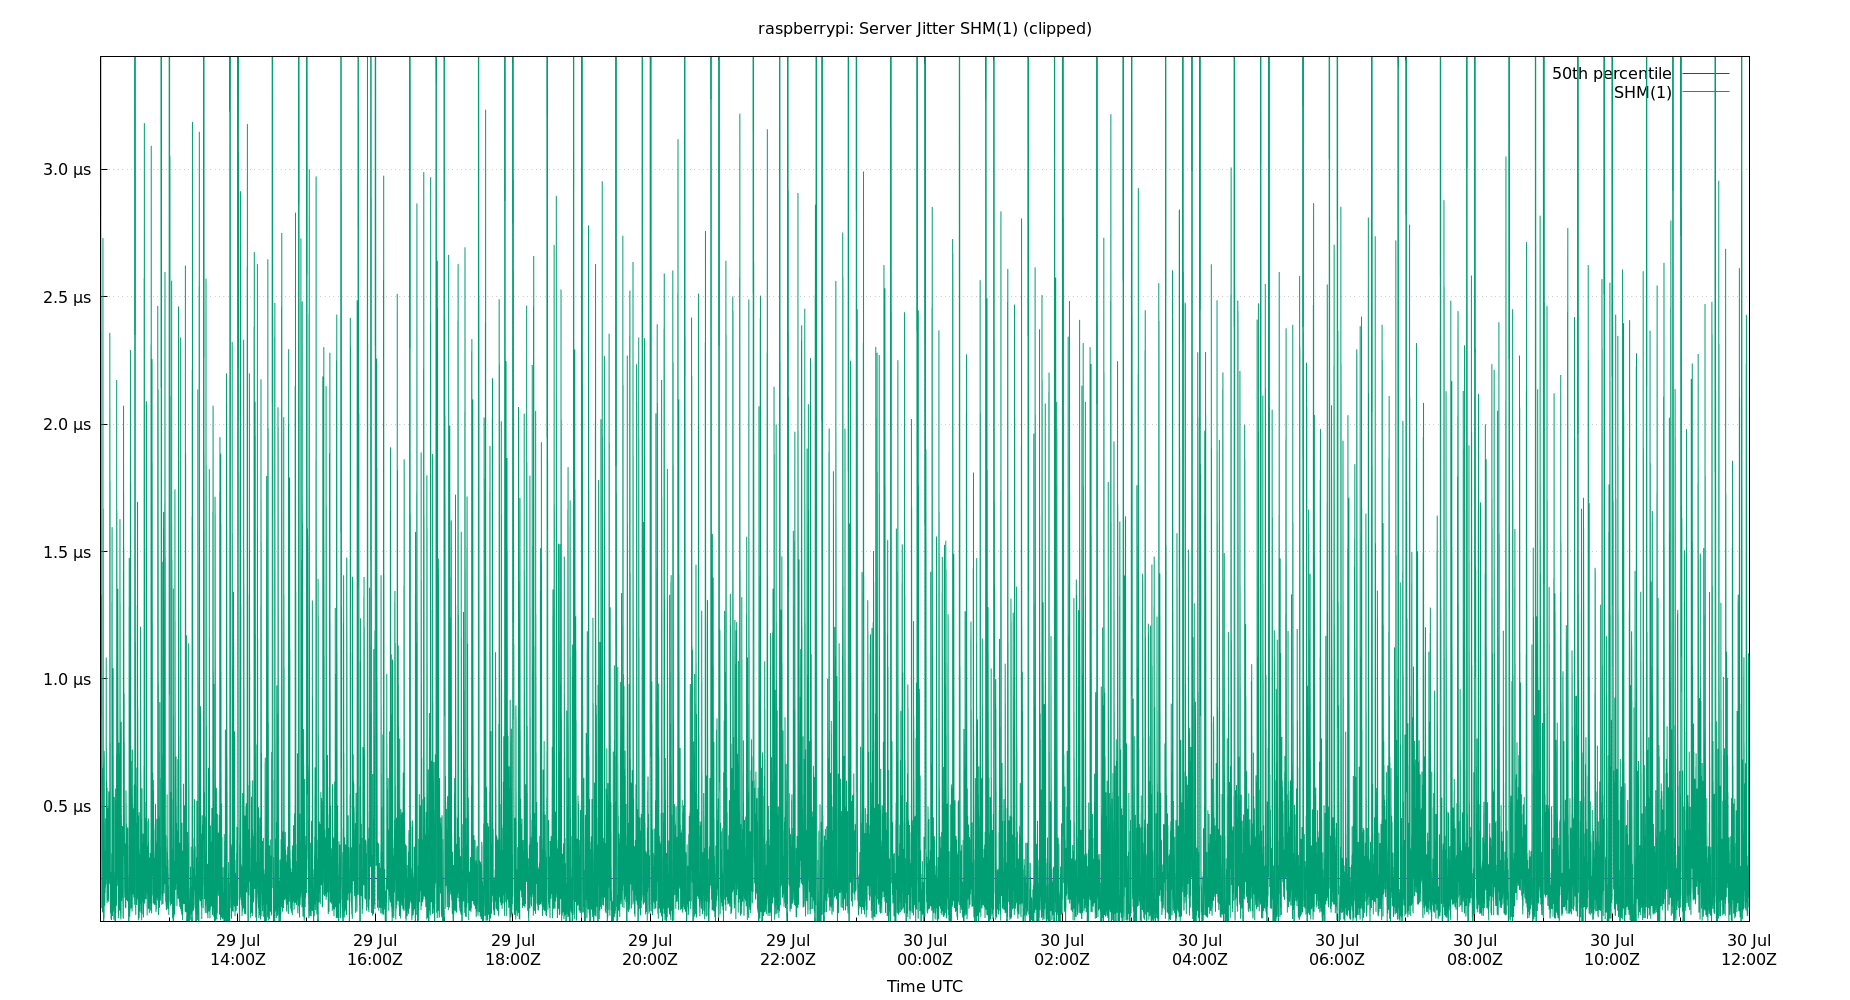 raspberrypi: Server Jitter SHM(1) (clipped)
50th percentile
SHM(1)
3.0 µs
2.5 µs
2.0 µs
1.5 µs
1.0 µs
0.5 µs
29 Jul 29 Jul 29 Jul 29 Jul 29 Jul 30 Jul 30 Jul 30 Jul 30 Jul 30 Jul 30 Jul 30 Jul
14:00Z 16:00Z 18:00Z 20:00Z 22:00Z 00:00Z 02:00Z 04:00Z 06:00Z 08:00Z 10:00Z 12:00Z
Time UTC